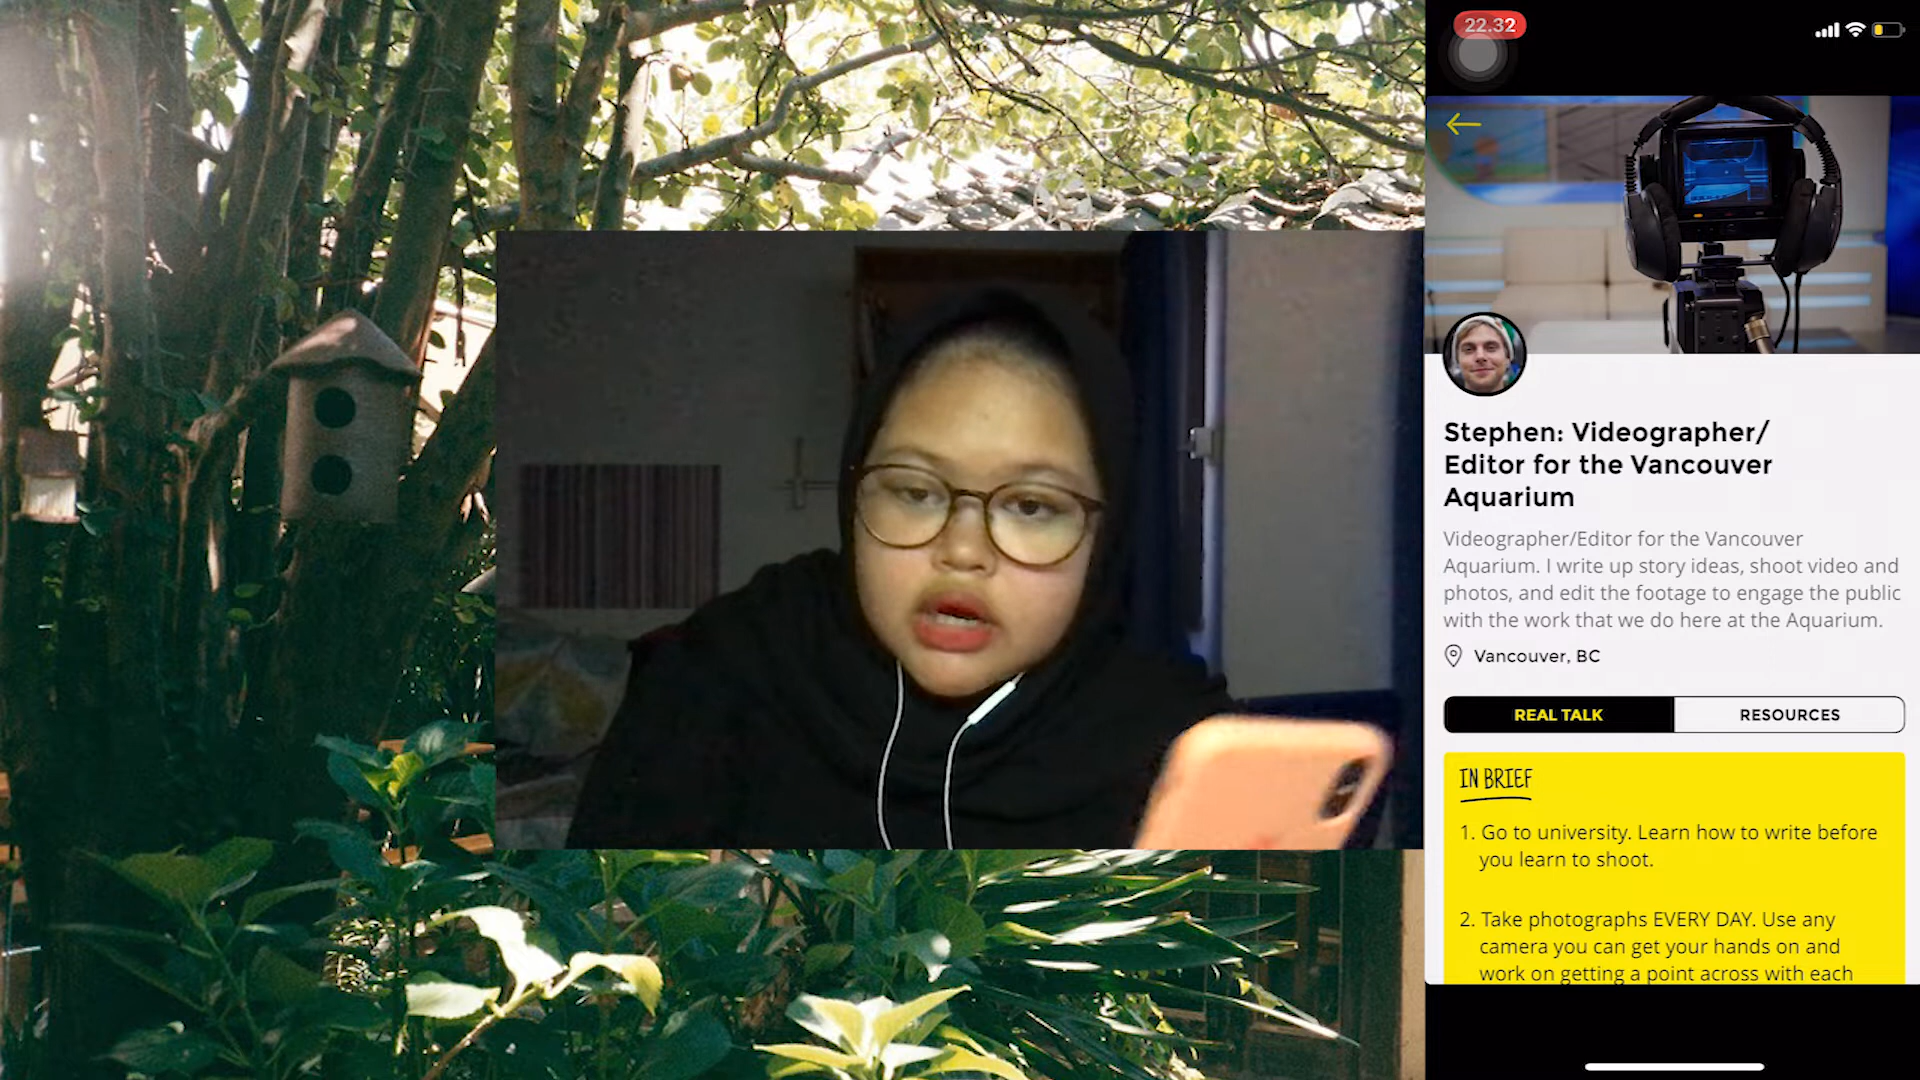 22.32
Stephen: Videographer/
Editor for the Vancouver
Aquarium
Videographer/Editor for the Vancouver
Aquarium. I write up story ideas, shoot video and
photos, and edit the footage to engage the public
with the work that we do here at the Aquarium.
Vancouver, BC
REAL TALK
RESOURCES
IN BRIEF
1. Go to university. Learn how to write before
you learn to shoot.
2. Take photographs EVERY DAY. Use any
camera you can get your hands on and
work on getting a point across with each